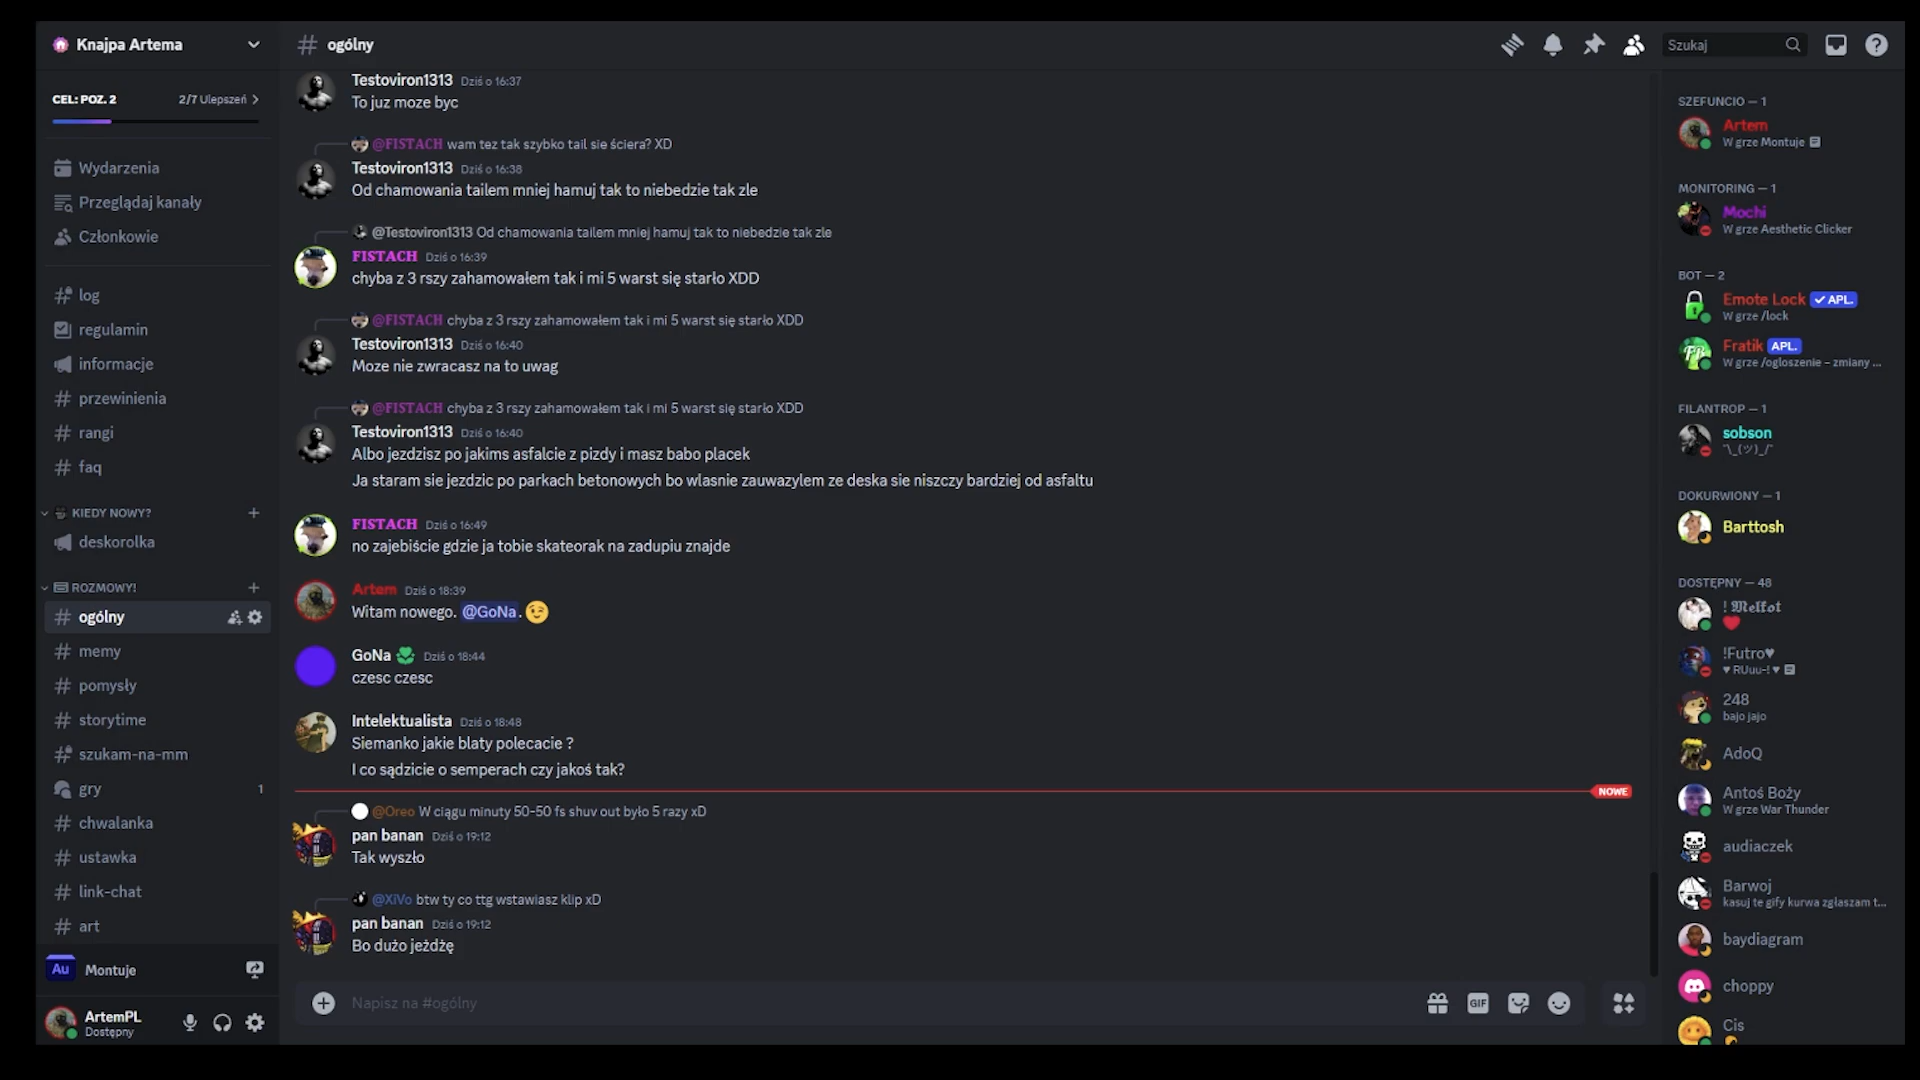 Knajpa Artema
CEL: POZ. 2
2/7 Ulepszeń
Wydarzenia
Przeglądaj kanały
Członkowie
log
regulamin
informacje
przewinienia
rangi
faq
KIEDY NOWY?
deskorolka
ROZMOWY!
ogólny
memy
pomysły
storytime
szukam-na-mm
gry
1
chwalanka
ustawka
link-chat
art
Au Montuje
ArtemPL
Dostępny
# ogólny
Szukaj
Testoviron1313 Dziś o 16:37
To juz moze byc
@FISTACH wam tez tak szybko tail sie ściera? XD
Testoviron1313 Dziś o 16:38
Od chamowania tailem mniej hamuj tak to niebedzie tak zle
@Testoviron1313 Od chamowania tailem mniej hamuj tak to niebedzie tak zle
FISTACH Dziś o 16:39
chyba z 3 rszy zahamowałem tak i mi 5 warst się starło XDD
@FISTACH chyba z 3 rszy zahamowałem tak i mi 5 warst się starło XDD
Testoviron1313 Dziś o 16:40
Moze nie zwracasz na to uwag
@FISTACH chyba z 3 rszy zahamowałem tak i mi 5 warst się starło XDD
Testoviron1313 Dziś o 16:40
Albo jezdzisz po jakims asfalcie z pizdy i masz babo placek
Ja staram sie jezdzic po parkach betonowych bo wlasnie zauwazylem ze deska sie niszczy bardziej od asfaltu
FISTACH Dziś o 16:49
no zajebiście gdzie ja tobie skateorak na zadupiu znajde
Artem Dziś o 18:39
Witam nowego. @GoNa . 😉
GoNa Dziś o 18:44
czesc czesc
Intelektualista Dziś o 18:48
Siemanko jakie blaty polecacie ?
I co sądzicie o semperach czy jakoś tak?
NOWE
@Oreo W ciągu minuty 50-50 fs shuv out było 5 razy xD
pan banan Dziś o 19:12
Tak wyszło
@XiVo btw ty co ttg wstawiasz klip xD
pan banan Dziś o 19:12
Bo dużo jeżdżę
Napisz na #ogólny
GIF
SZEFUNCIO — 1
Artem
W grze Montuje
MONITORING — 1
Mochi
W grze Aesthetic Clicker
BOT — 2
Emote Lock ✓ APL.
W grze /lock
Fratik APL.
W grze /ogloszenie – zmiany ...
FILANTROP — 1
sobson
¯\_(ツ)_/¯
DOKURWIONY — 1
Barttosh
DOSTĘPNY — 48
! 𝕸𝖊𝖑𝖋𝖔𝖙
❤
!Futro♥
♥ RUuu-! ♥
248
bajo jajo
AdoQ
Antoś Boży
W grze War Thunder
audiaczek
Barwoj
kasuj te gify kurwa zgłaszam t...
baydiagram
choppy
Cis